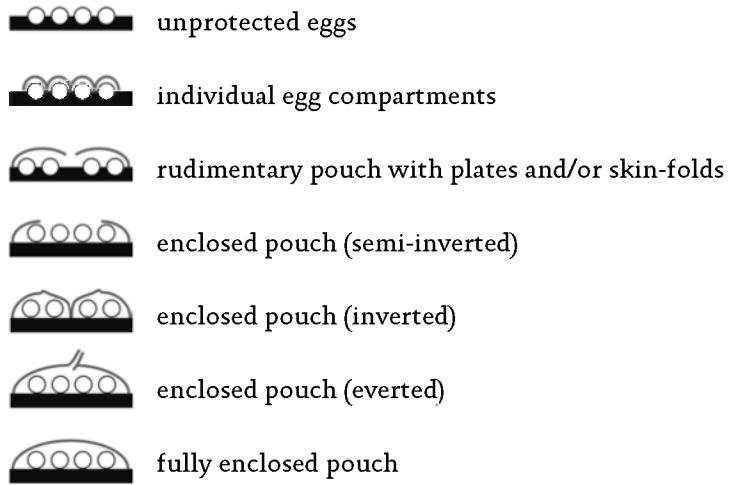 unprotected eggs
individual egg compartments
rudimentary pouch with plates and/or skin-folds
enclosed pouch (semi-inverted)
enclosed pouch (inverted)
enclosed pouch (everted)
fully enclosed pouch